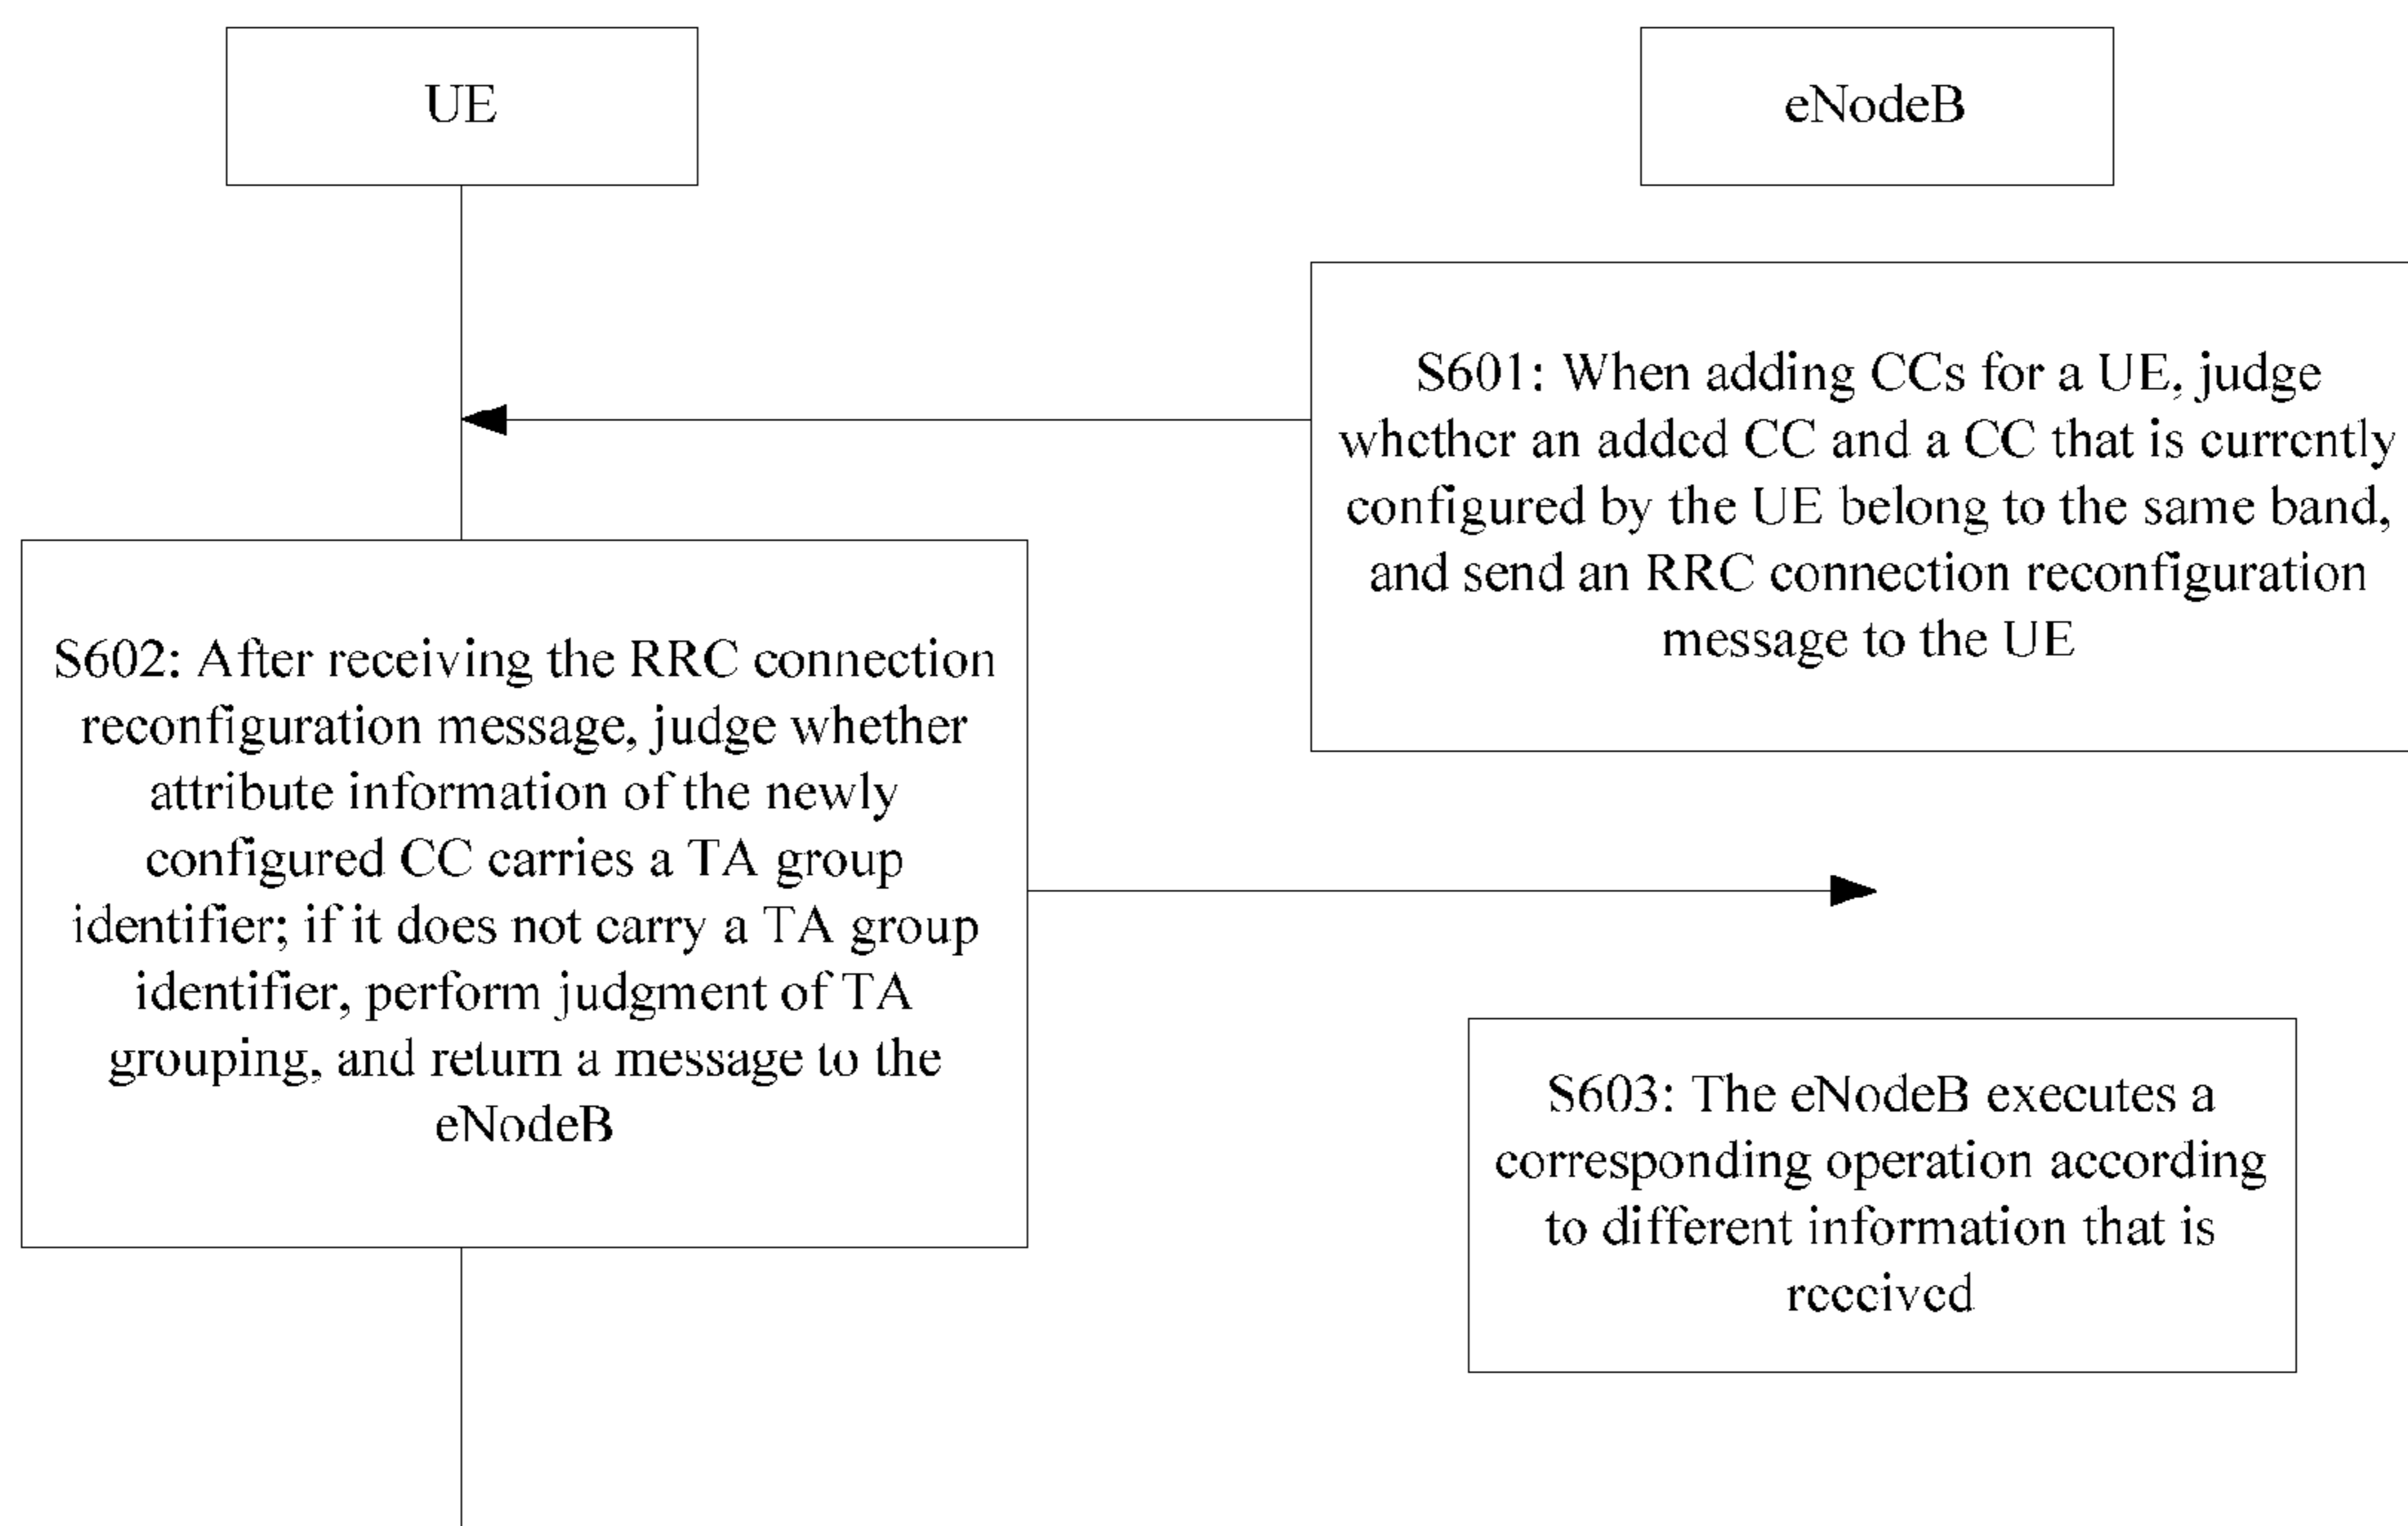 UE
eNodeB
S601: When adding CCs for a UE, judge
whether an added CC and a CC that is currently
configured by the UE belong to the same band,
and send an RRC connection reconfiguration
message to the UE
S602: After receiving the RRC connection
reconfiguration message, judge whether
attribute information of the newly
configured CC carries a TA group
identifier; if it does not carry a TA group
identifier, perform judgment of TA
grouping, and return a message to the
eNodeB
S603: The eNodeB executes a
corresponding operation according
to different information that is
received